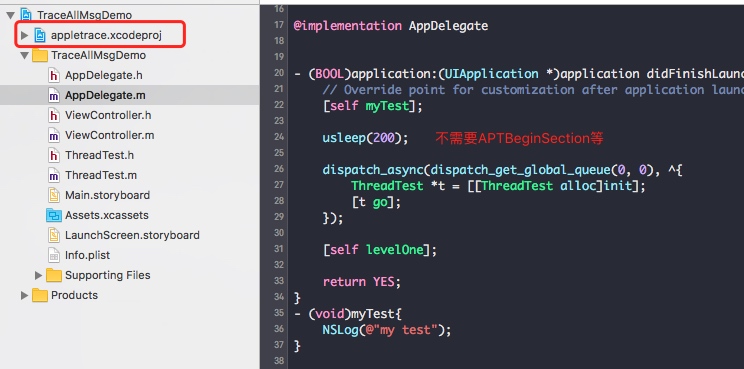 TraceAllMsgDemo
appletrace.xcodeproj
TraceAllMsgDemo
AppDelegate.h
AppDelegate.m
ViewController.h
ViewController.m
ThreadTest.h
ThreadTest.m
Main.storyboard
Assets.xcassets
LaunchScreen.storyboard
Info.plist
Supporting Files
Products
16
17 @implementation AppDelegate
18
19
20 - (BOOL)application:(UIApplication *)application didFinishLaunc
21 // Override point for customization after application launc
22 [self myTest];
23
24 usleep(200); 不需要APTBeginSection等
25
26 dispatch_async(dispatch_get_global_queue(0, 0), ^{
27 ThreadTest *t = [[ThreadTest alloc]init];
28 [t go];
29 });
30
31 [self levelOne];
32
33 return YES;
34 }
35 - (void)myTest{
36 NSLog(@"my test");
37 }
38